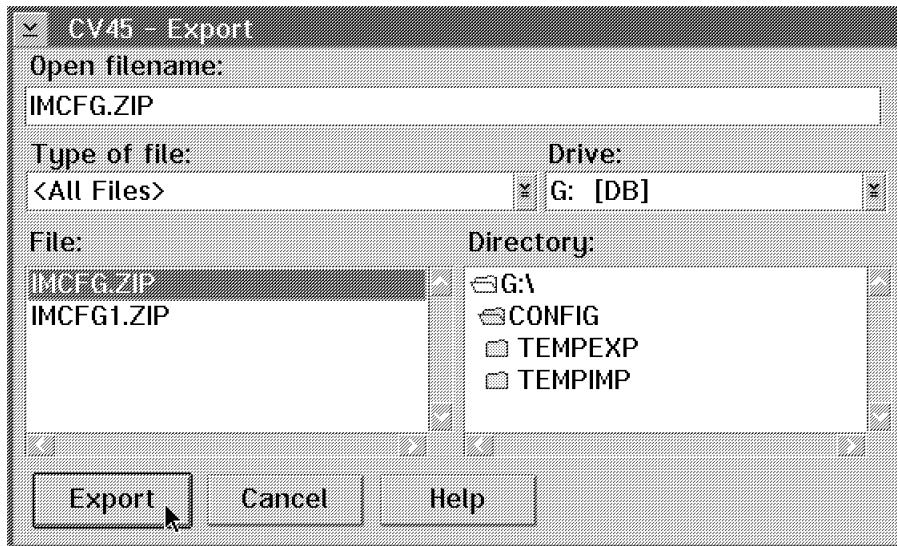 CV45 - Export
Open filename:
IMCFG.ZIP
Type of file:
Drive:
<All Files>
G: [DB]
File:
Directory:
IMCFG.ZIP
IMCFG1.ZIP
G:\
CONFIG
TEMPEXP
TEMPIMP
Export
Cancel
Help